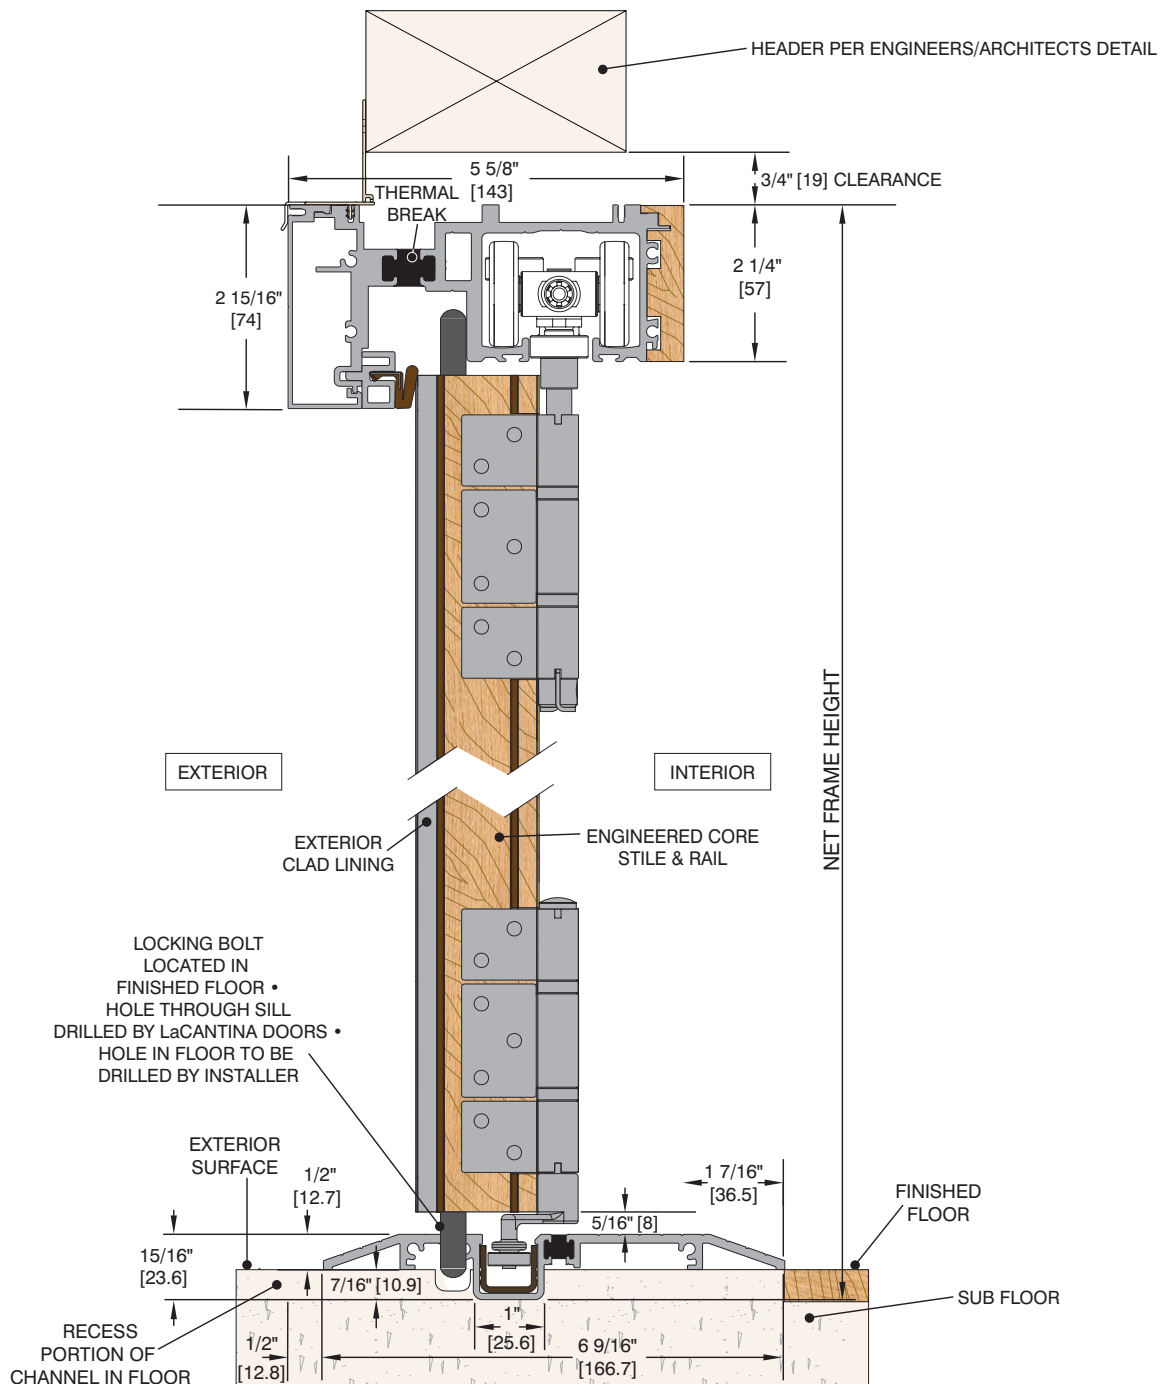 HEADER PER ENGINEERS/ARCHITECTS DETAIL
5 5/8"
[143]
3/4" [19] CLEARANCE
THERMAL
BREAK
2 15/16"
[74]
2 1/4"
[57]
NET FRAME HEIGHT
EXTERIOR
INTERIOR
EXTERIOR
CLAD LINING
ENGINEERED CORE
STILE & RAIL
LOCKING BOLT
LOCATED IN
FINISHED FLOOR •
HOLE THROUGH SILL
DRILLED BY LaCANTINA DOORS •
HOLE IN FLOOR TO BE
DRILLED BY INSTALLER
EXTERIOR
SURFACE
1/2"
[12.7]
1 7/16"
[36.5]
FINISHED
FLOOR
5/16" [8]
15/16"
[23.6]
7/16" [10.9]
SUB FLOOR
1"
[25.6]
RECESS
PORTION OF
CHANNEL IN FLOOR
1/2"
[12.8]
6 9/16"
[166.7]